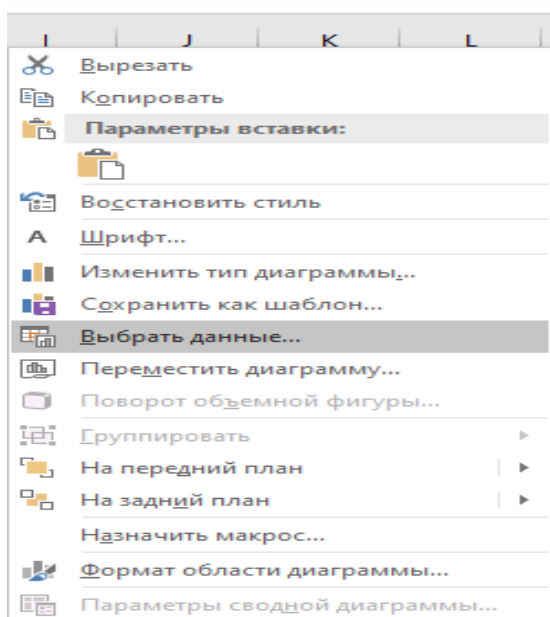 I J K L
Вырезать
Копировать
Параметры вставки:
Восстановить стиль
А Шрифт...
Изменить тип диаграммы...
Сохранить как шаблон...
Выбрать данные...
Переместить диаграмму...
Поворот объемной фигуры...
Группировать
На передний план
На задний план
Назначить макрос...
Формат области диаграммы...
Параметры сводной диаграммы...